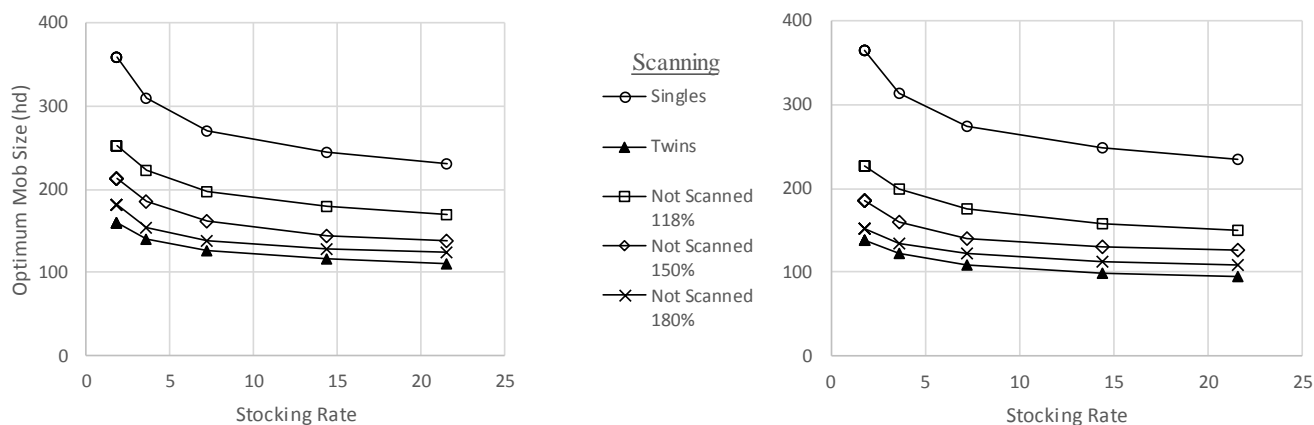 400
300
200
100
0
Optimum Mob Size (hd)
0 5 10 15 20 25
Stocking Rate
Scanning
Singles
Twins
Not Scanned
118%
Not Scanned
150%
Not Scanned
180%
400
300
200
100
0
0 5 10 15 20 25
Stocking Rate